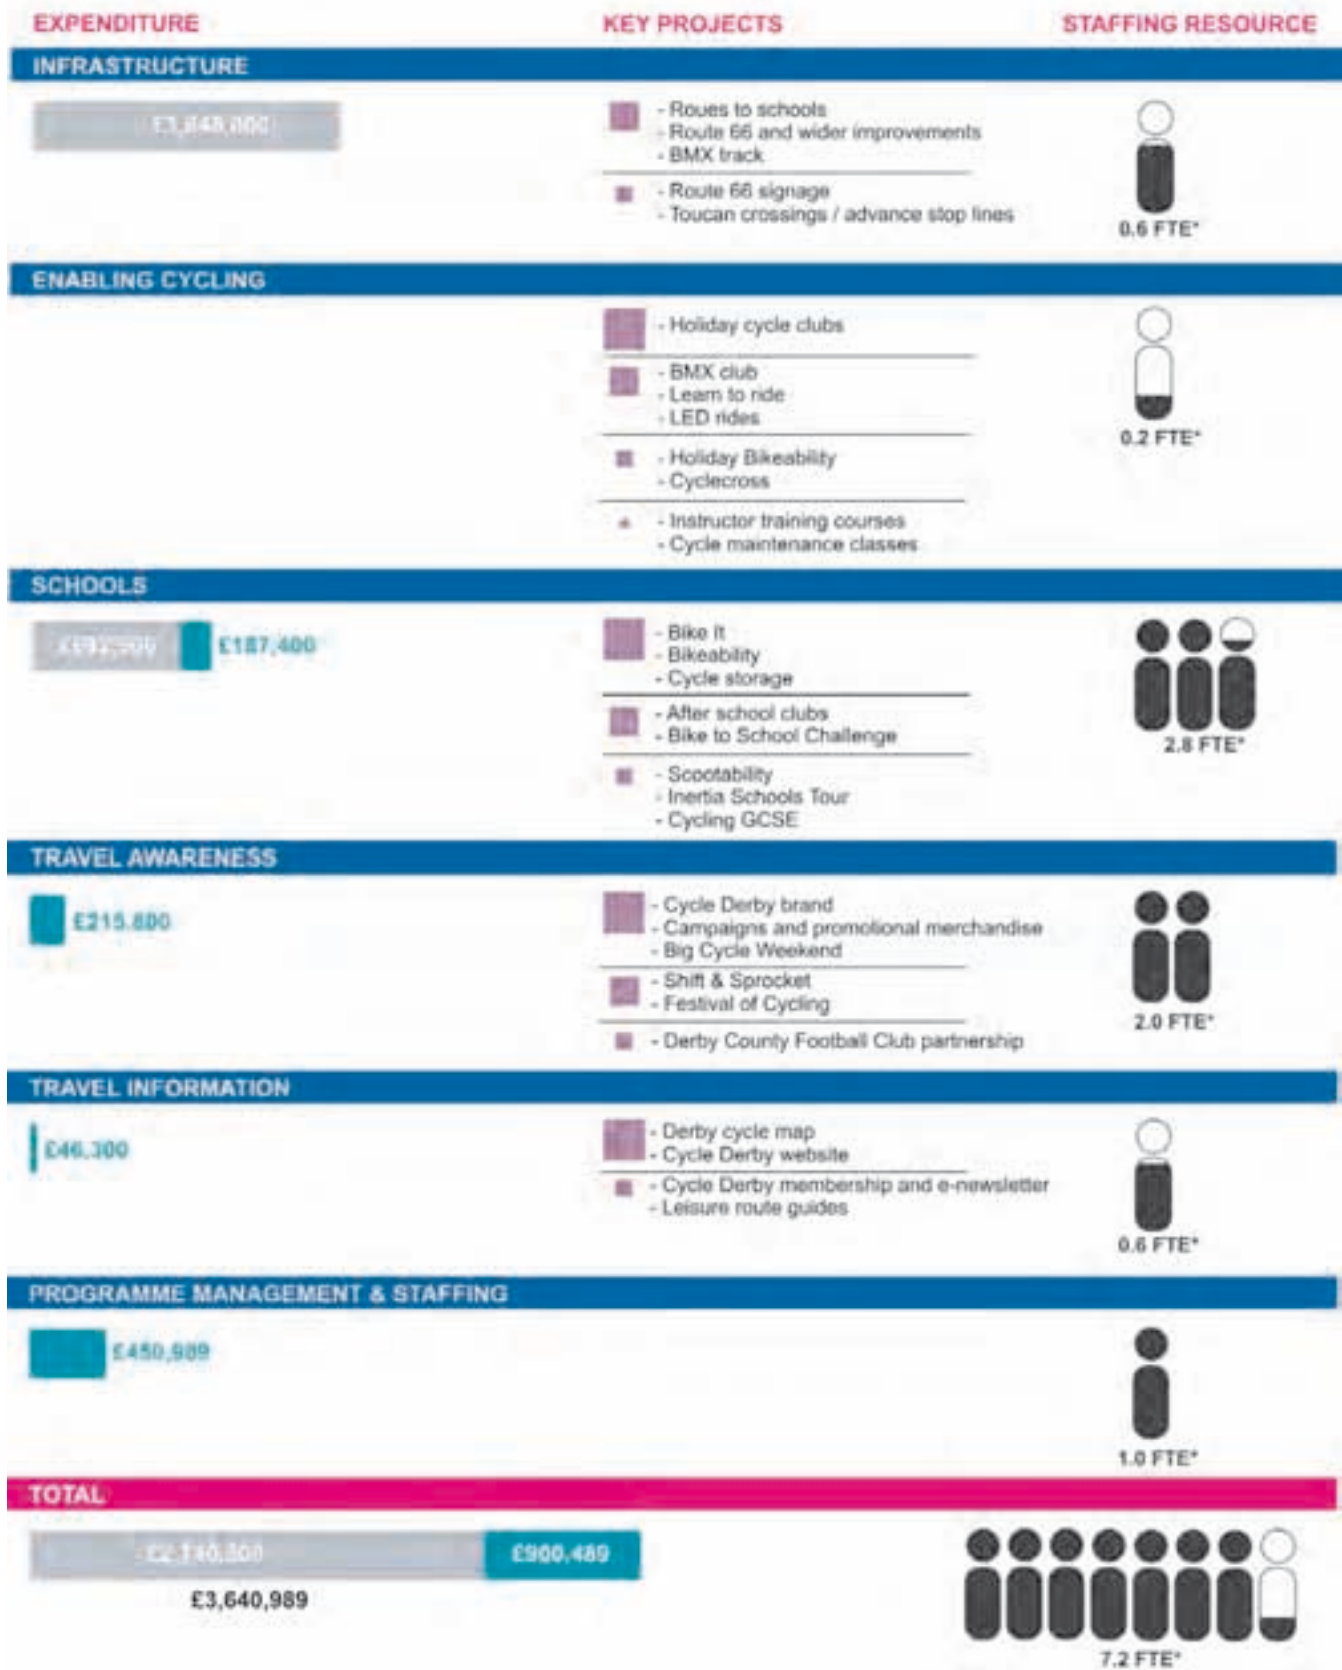 EXPENDITURE
KEY PROJECTS
STAFFING RESOURCE
INFRASTRUCTURE
- Roues to schools
- Route 66 and wider improvements
- BMX track
- Route 66 signage
- Toucan crossings / advance stop lines
0.6 FTE*
ENABLING CYCLING
- Holiday cycle clubs
- BMX club
- Learn to ride
- LED rides
- Holiday Bikeability
- Cyclecross
- Instructor training courses
- Cycle maintenance classes
0.2 FTE*
SCHOOLS
£187,400
- Bike It
- Bikeability
- Cycle storage
- After school clubs
- Bike to School Challenge
- Scootability
- Inertia Schools Tour
- Cycling GCSE
2.8 FTE*
TRAVEL AWARENESS
£215.800
- Cycle Derby brand
- Campaigns and promotional merchandise
- Big Cycle Weekend
- Shift & Sprocket
- Festival of Cycling
- Derby County Football Club partnership
2.0 FTE*
TRAVEL INFORMATION
£46,300
- Derby cycle map
- Cycle Derby website
- Cycle Derby membership and e-newsletter
- Leisure route guides
0.6 FTE*
PROGRAMME MANAGEMENT & STAFFING
£450,989
1.0 FTE*
TOTAL
£900,489
£3,640,989
7.2 FTE*